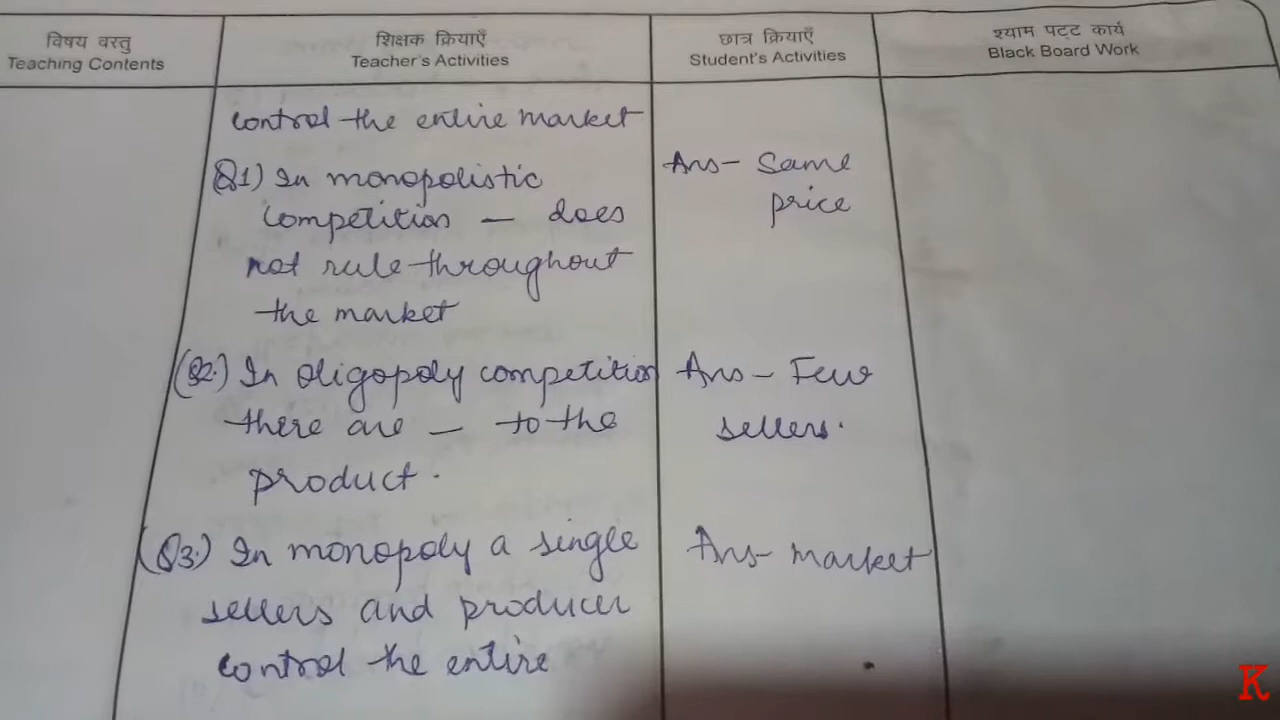 विषय वस्तु
Teaching Contents
शिक्षक क्रियाएँ
Teacher's Activities
छात्र क्रियाएँ
Student's Activities
श्याम पट्ट कार्य
Black Board Work
control the entire market
(Q1) In monopolistic
competition — does
not rule throughout
the market
Ans- Same
price
(Q2.) In oligopoly competition
there are — to the
product.
Ans - Few
sellers.
(Q3.) In monopoly a single
sellers and producer
control the entire
Ans- market
K